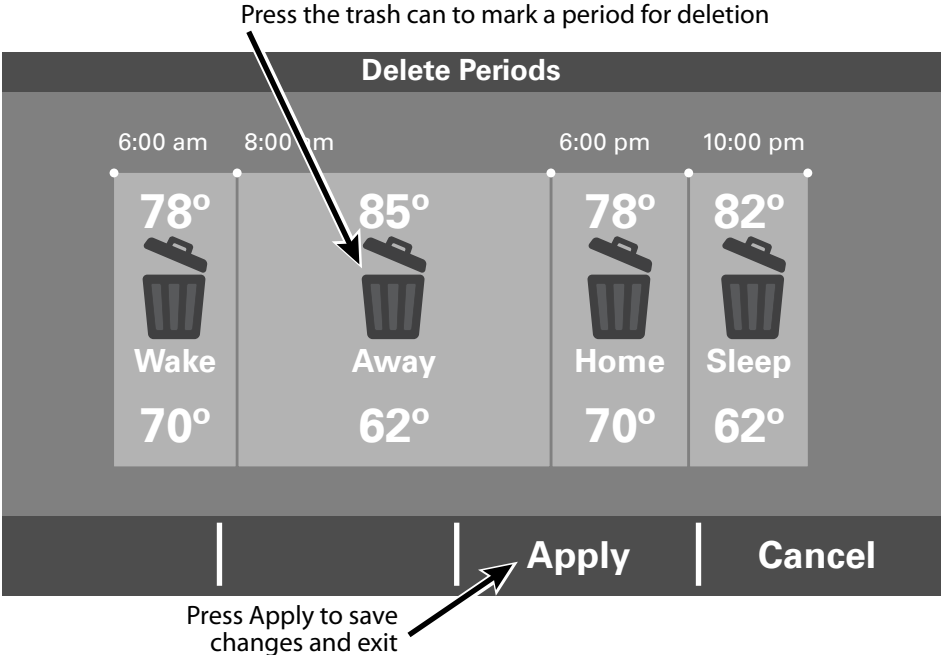 Press the trash can to mark a period for deletion
Delete Periods
6:00 am 8:00 am 6:00 pm 10:00 pm
78º 85º 78º 82º
Wake Away Home Sleep
70º 62º 70º 62º
Apply Cancel
Press Apply to save
changes and exit